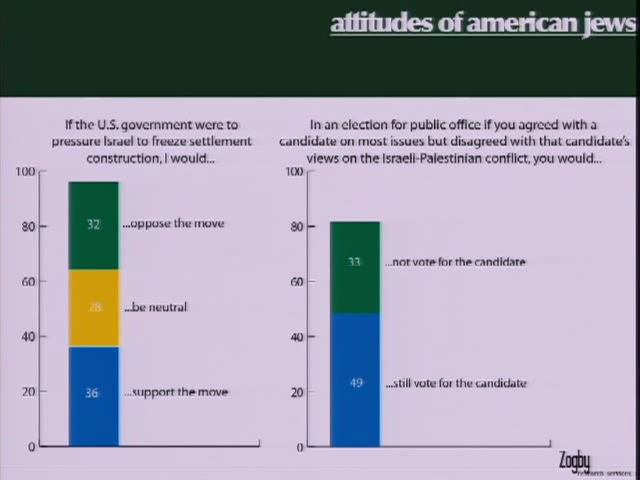 attitudes of american jews
If the U.S. government were to
pressure Israel to freeze settlement
construction, I would...
100
80
60
40
20
0
32
...oppose the move
28
...be neutral
36
...support the move
In an election for public office if you agreed with a
candidate on most issues but disagreed with that candidate's
views on the Israeli-Palestinian conflict, you would...
100
80
60
40
20
0
33
...not vote for the candidate
49
...still vote for the candidate
Zogby
research services